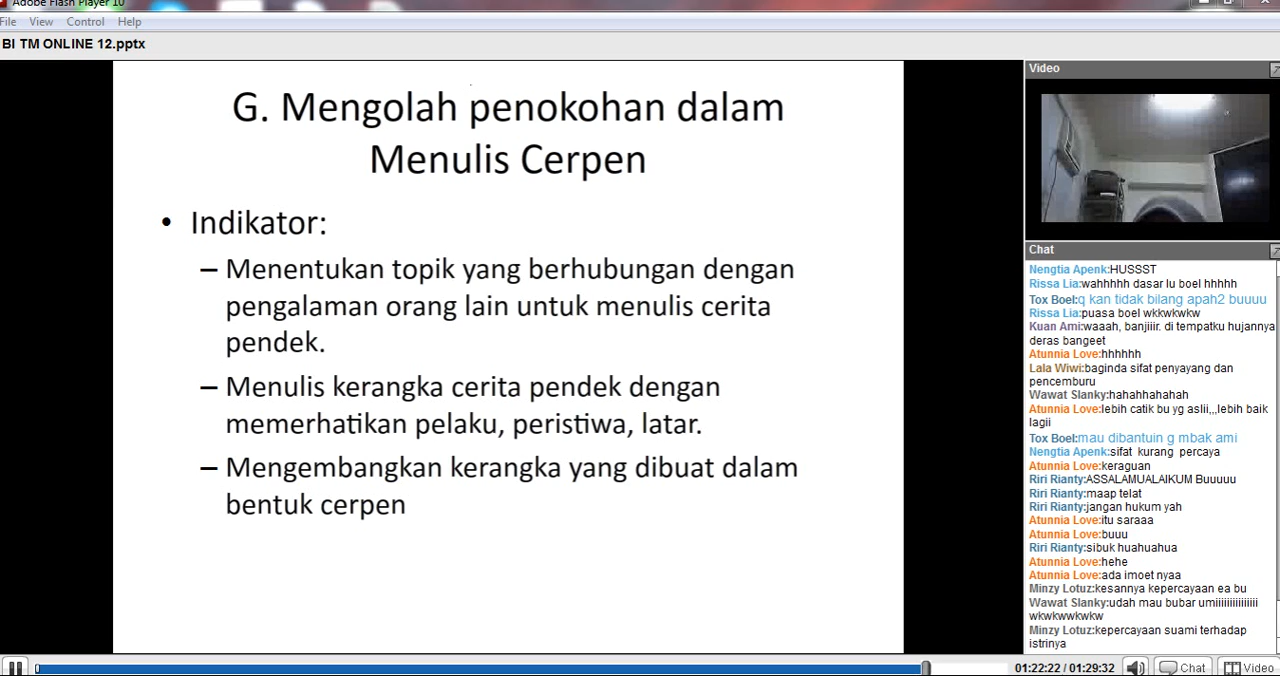 Adobe Flash Player 10
File View Control Help
BI TM ONLINE 12.pptx
G. Mengolah penokohan dalam
Menulis Cerpen
• Indikator:
– Menentukan topik yang berhubungan dengan
pengalaman orang lain untuk menulis cerita
pendek.
– Menulis kerangka cerita pendek dengan
memerhatikan pelaku, peristiwa, latar.
– Mengembangkan kerangka yang dibuat dalam
bentuk cerpen
Video
Chat
Nengtia Apenk:HUSSST
Rissa Lia:wahhhhh dasar lu boel hhhhh
Tox Boel:q kan tidak bilang apah2 buuuu
Rissa Lia:puasa boel wkkwkwkw
Kuan Ami:waaah, banjiiir. di tempatku hujannya
deras bangeet
Atunnia Love:hhhhhh
Lala Wiwi:baginda sifat penyayang dan
pencemburu
Wawat Slanky:hahahhahahah
Atunnia Love:lebih catik bu yg aslii,,,lebih baik
lagii
Tox Boel:mau dibantuin g mbak ami
Nengtia Apenk:sifat kurang percaya
Atunnia Love:keraguan
Riri Rianty:ASSALAMUALAIKUM Buuuuu
Riri Rianty:maap telat
Riri Rianty:jangan hukum yah
Atunnia Love:itu saraaa
Atunnia Love:buuu
Riri Rianty:sibuk huahuahua
Atunnia Love:hehe
Atunnia Love:ada imoet nyaa
Minzy Lotuz:kesannya kepercayaan ea bu
Wawat Slanky:udah mau bubar umiiiiiiiiiiiiiii
wkwkwwkwkw
Minzy Lotuz:kepercayaan suami terhadap
istrinya
01:22:22 / 01:29:32 Chat Video